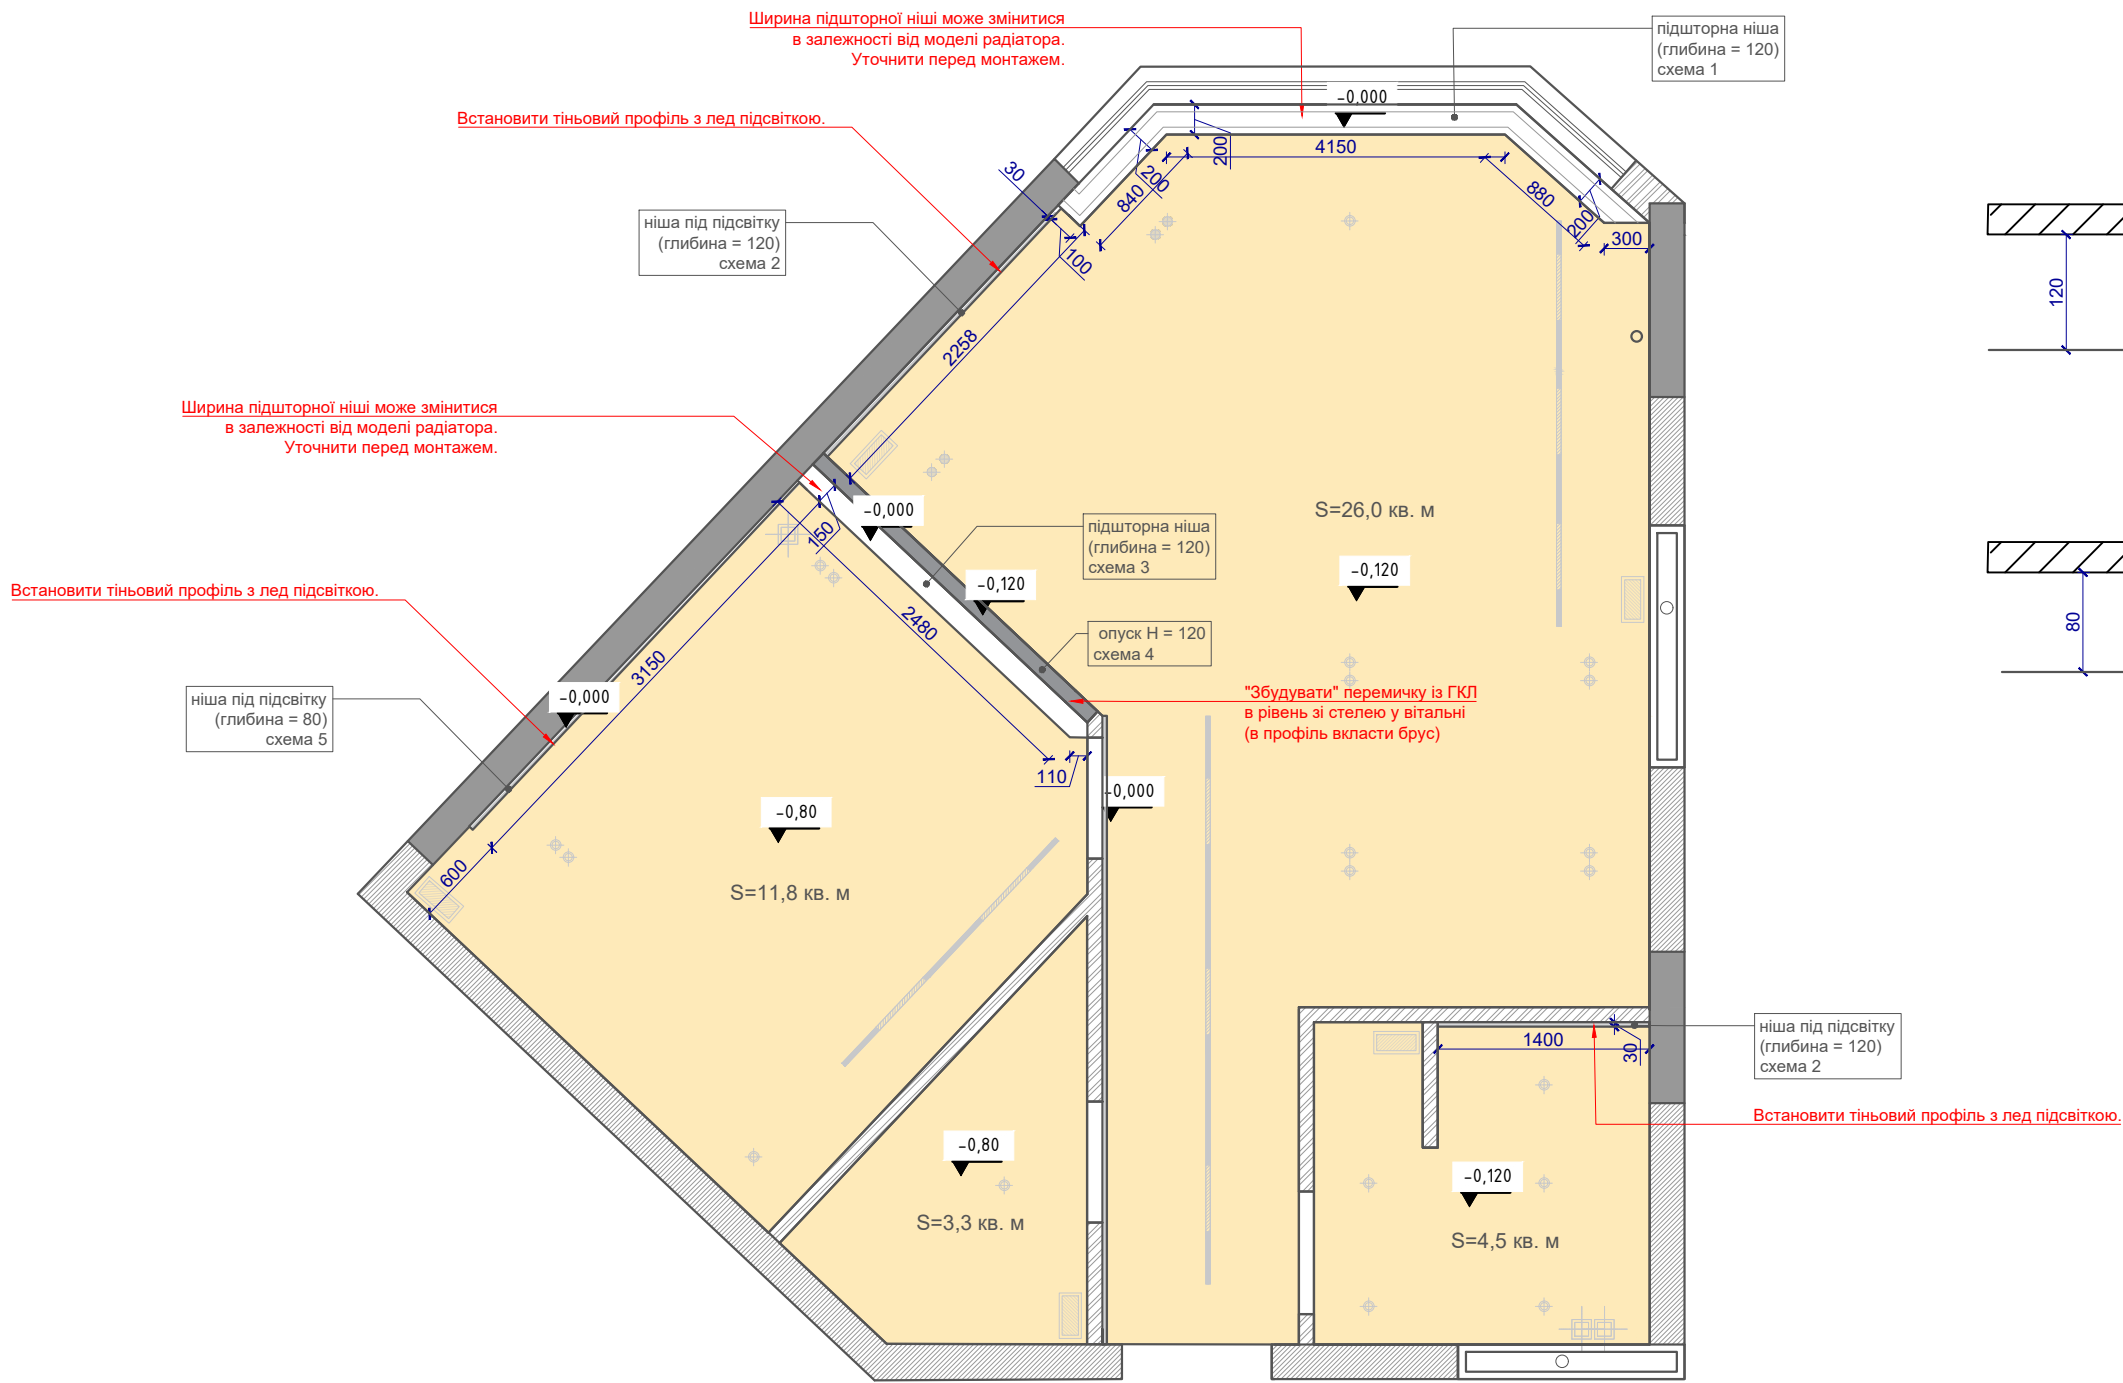 Ширина підшторної ніші може змінитися
в залежності від моделі радіатора.
Уточнити перед монтажем.
підшторна ніша
(глибина = 120)
схема 1
Встановити тіньовий профіль з лед підсвіткою.
-0,000
200
4150
30
200
840
880
200
300
100
ніша під підсвітку
(глибина = 120)
схема 2
120
2258
Ширина підшторної ніші може змінитися
в залежності від моделі радіатора.
Уточнити перед монтажем.
-0,000
150
S=26,0 кв. м
підшторна ніша
(глибина = 120)
схема 3
-0,120
-0,120
Встановити тіньовий профіль з лед підсвіткою.
2480
опуск H = 120
схема 4
80
3150
-0,000
ніша під підсвітку
(глибина = 80)
схема 5
"Збудувати" перемичку із ГКЛ
в рівень зі стелею у вітальні
(в профіль вкласти брус)
110
-0,000
-0,80
600
S=11,8 кв. м
ніша під підсвітку
(глибина = 120)
схема 2
1400
30
Встановити тіньовий профіль з лед підсвіткою.
-0,80
S=3,3 кв. м
-0,120
S=4,5 кв. м